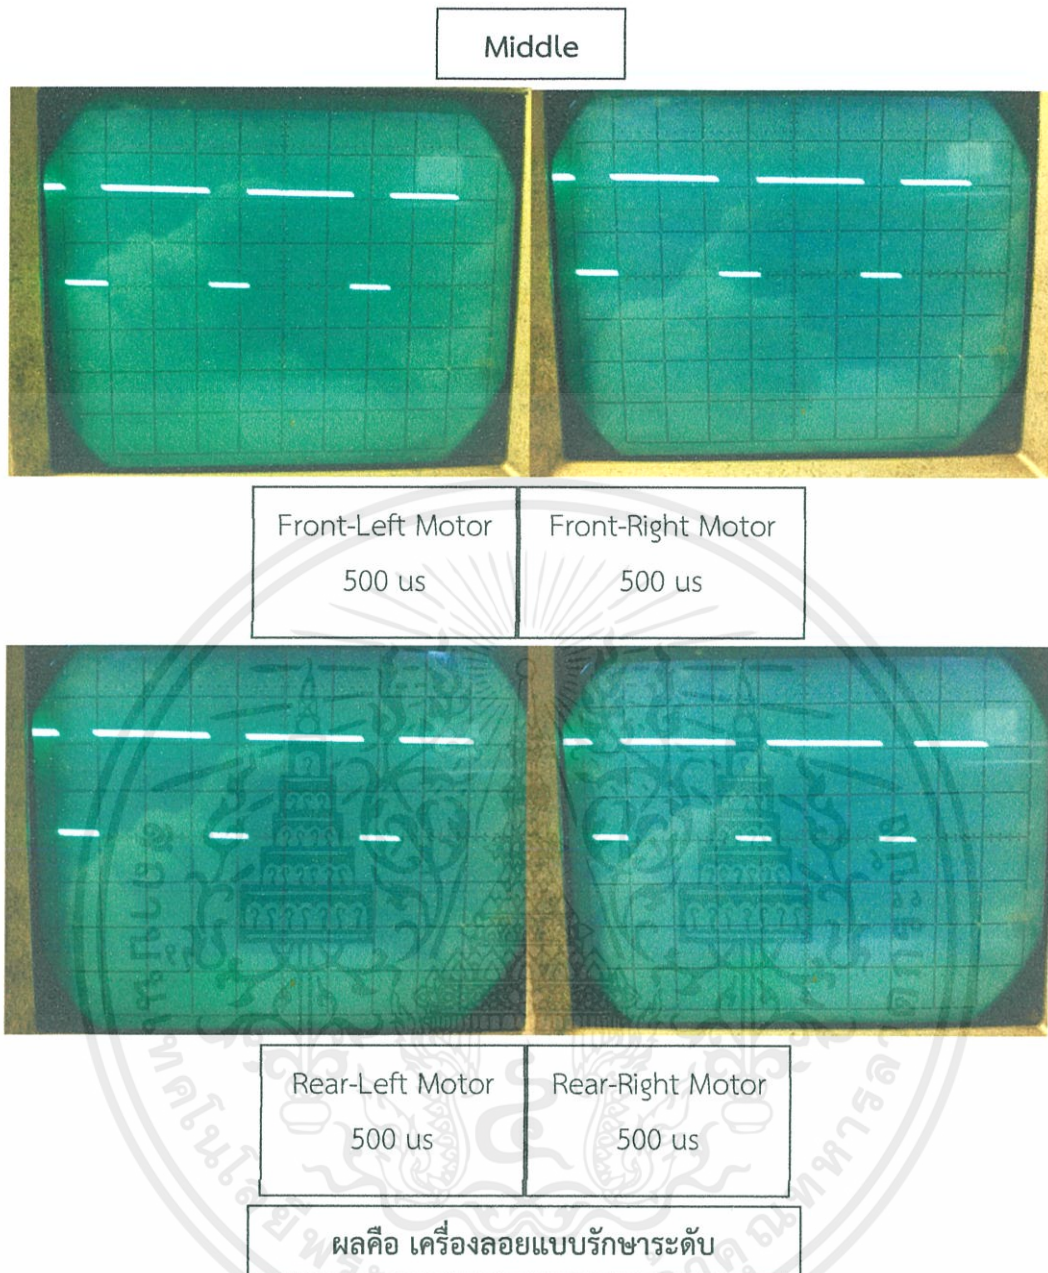 Middle
Front-Left Motor
500 us
Front-Right Motor
500 us
Rear-Left Motor
500 us
Rear-Right Motor
500 us
ผลคือ เครื่องลอยแบบรักษาระดับ